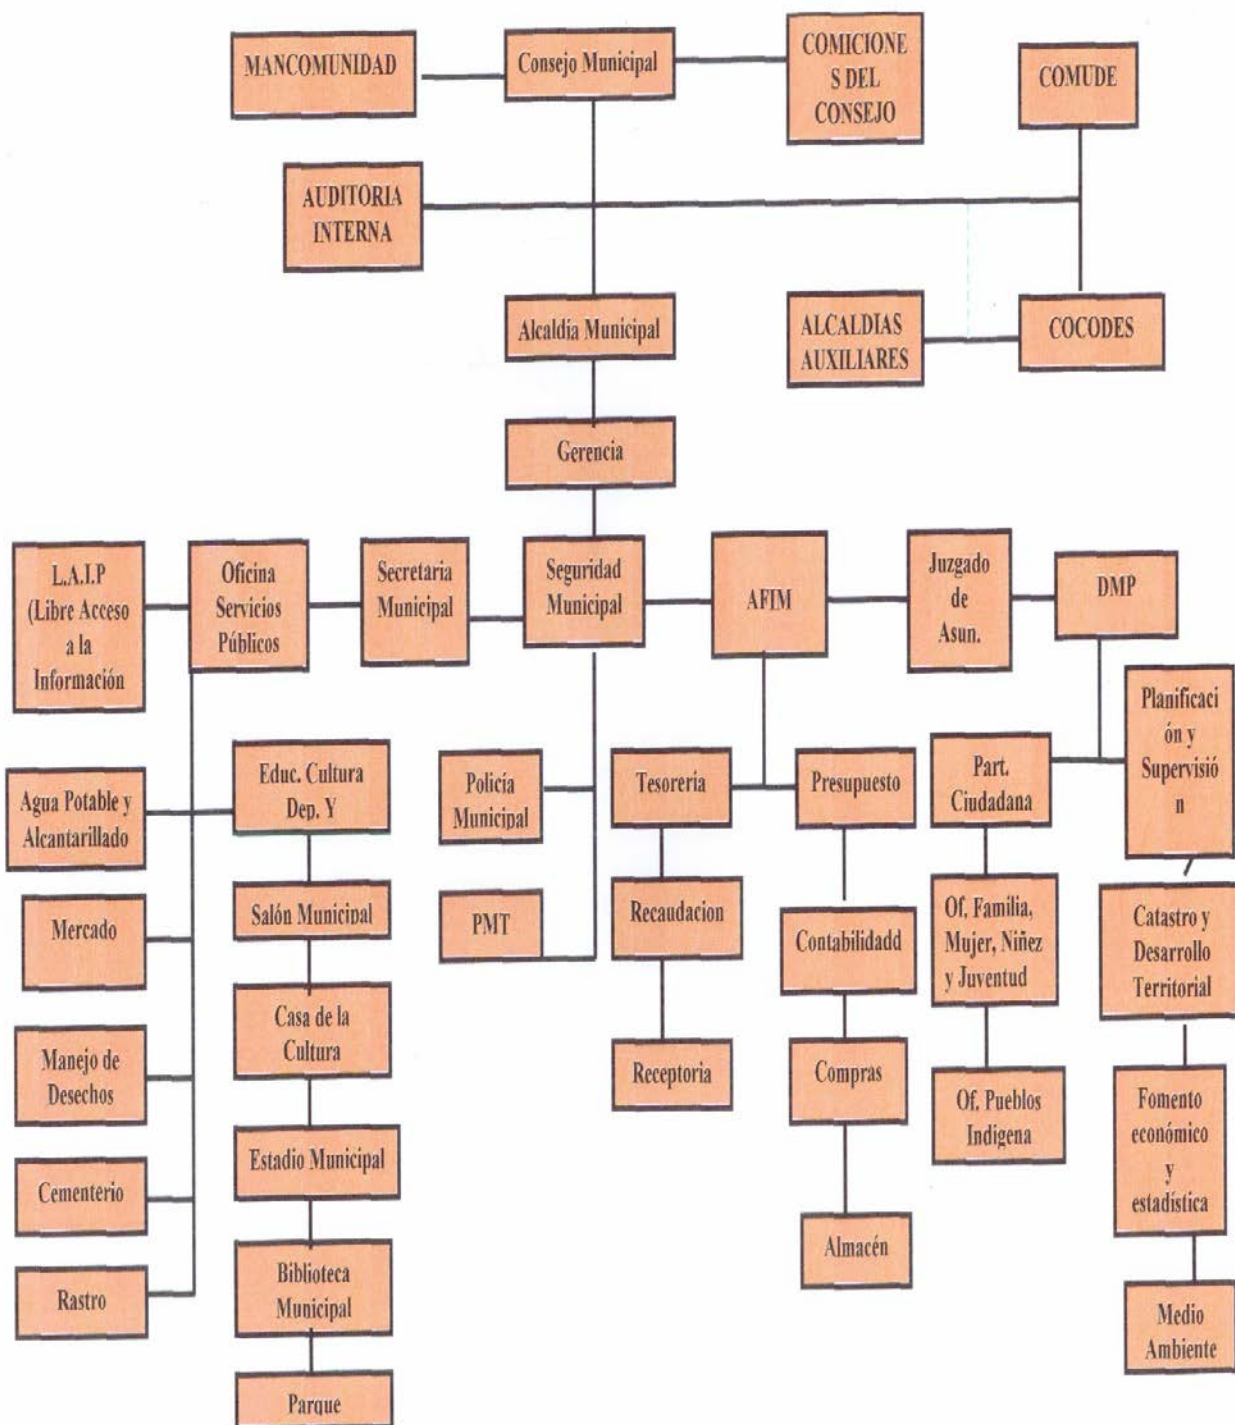 MANCOMUNIDAD
Consejo Municipal
COMICIONE
S DEL
CONSEJO
COMUDE
AUDITORIA
INTERNA
Alcaldía Municipal
ALCALDIAS
AUXILIARES
COCODES
Gerencia
L.A.I.P
(Libre Acceso
a la
Información
Oficina
Servicios
Públicos
Secretaria
Municipal
Seguridad
Municipal
AFIM
Juzgado
de
Asun.
DMP
Agua Potable y
Alcantarillado
Mercado
Manejo de
Desechos
Cementerio
Rastro
Educ. Cultura
Dep. Y
Salón Municipal
Casa de la
Cultura
Estadio Municipal
Biblioteca
Municipal
Parque
Policía
Municipal
PMT
Tesoreria
Recaudacion
Receptoria
Presupuesto
Contabilidadd
Compras
Almacén
Part.
Ciudadana
Of, Familia,
Mujer, Niñez
y Juventud
Of. Pueblos
Indigena
Planificaci
ón y
Supervisió
n
Catastro y
Desarrollo
Territorial
Fomento
económico
y
estadística
Medio
Ambiente